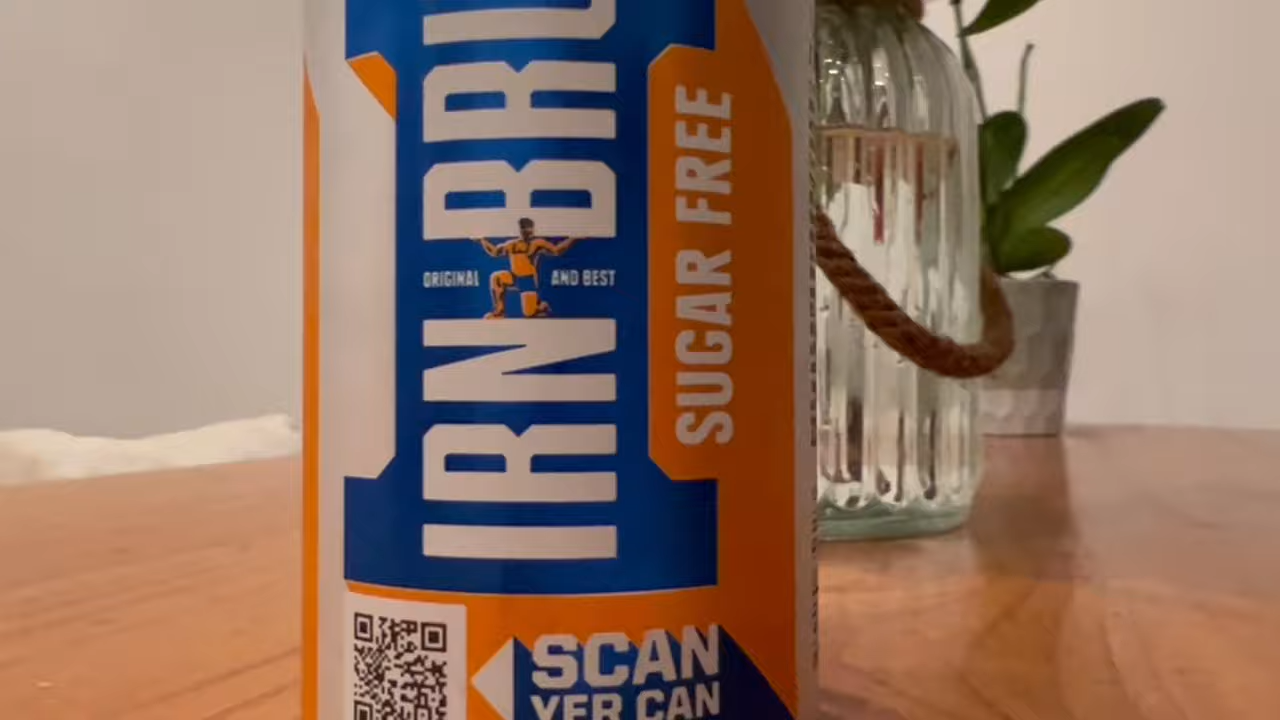 IRN BRU
ORIGINAL AND BEST
SUGAR FREE
SCAN
YER CAN